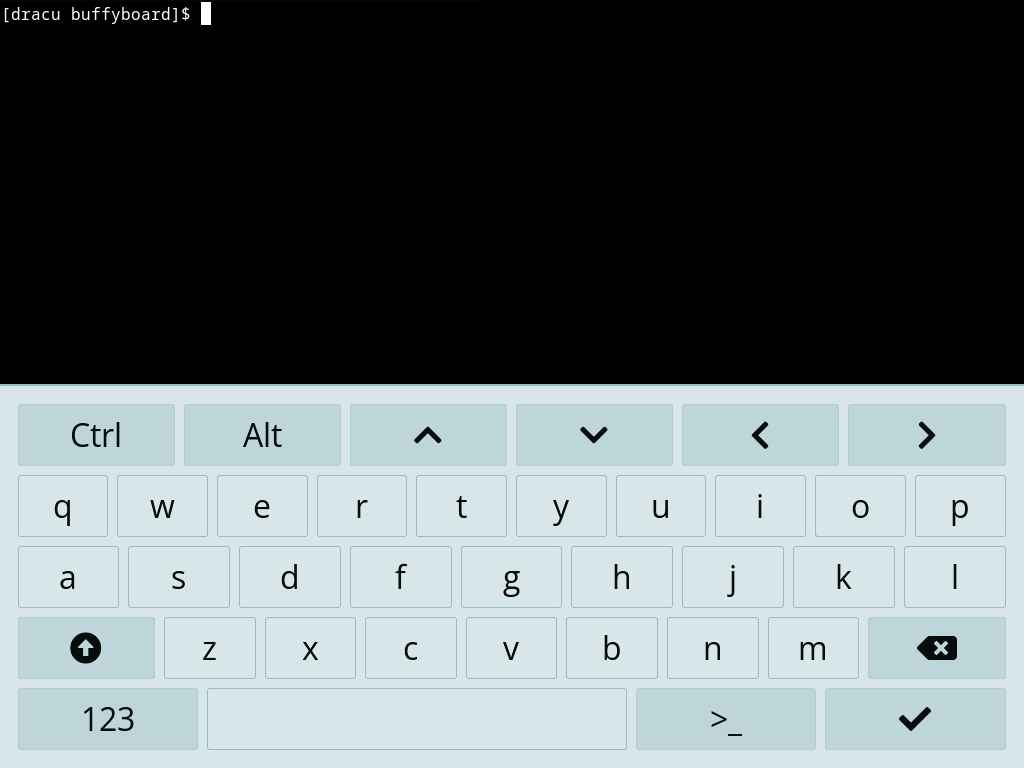 [dracu buffyboard]$
Ctrl Alt
q w e r t y u i o p
a s d f g h j k l
z x c v b n m
123 >_